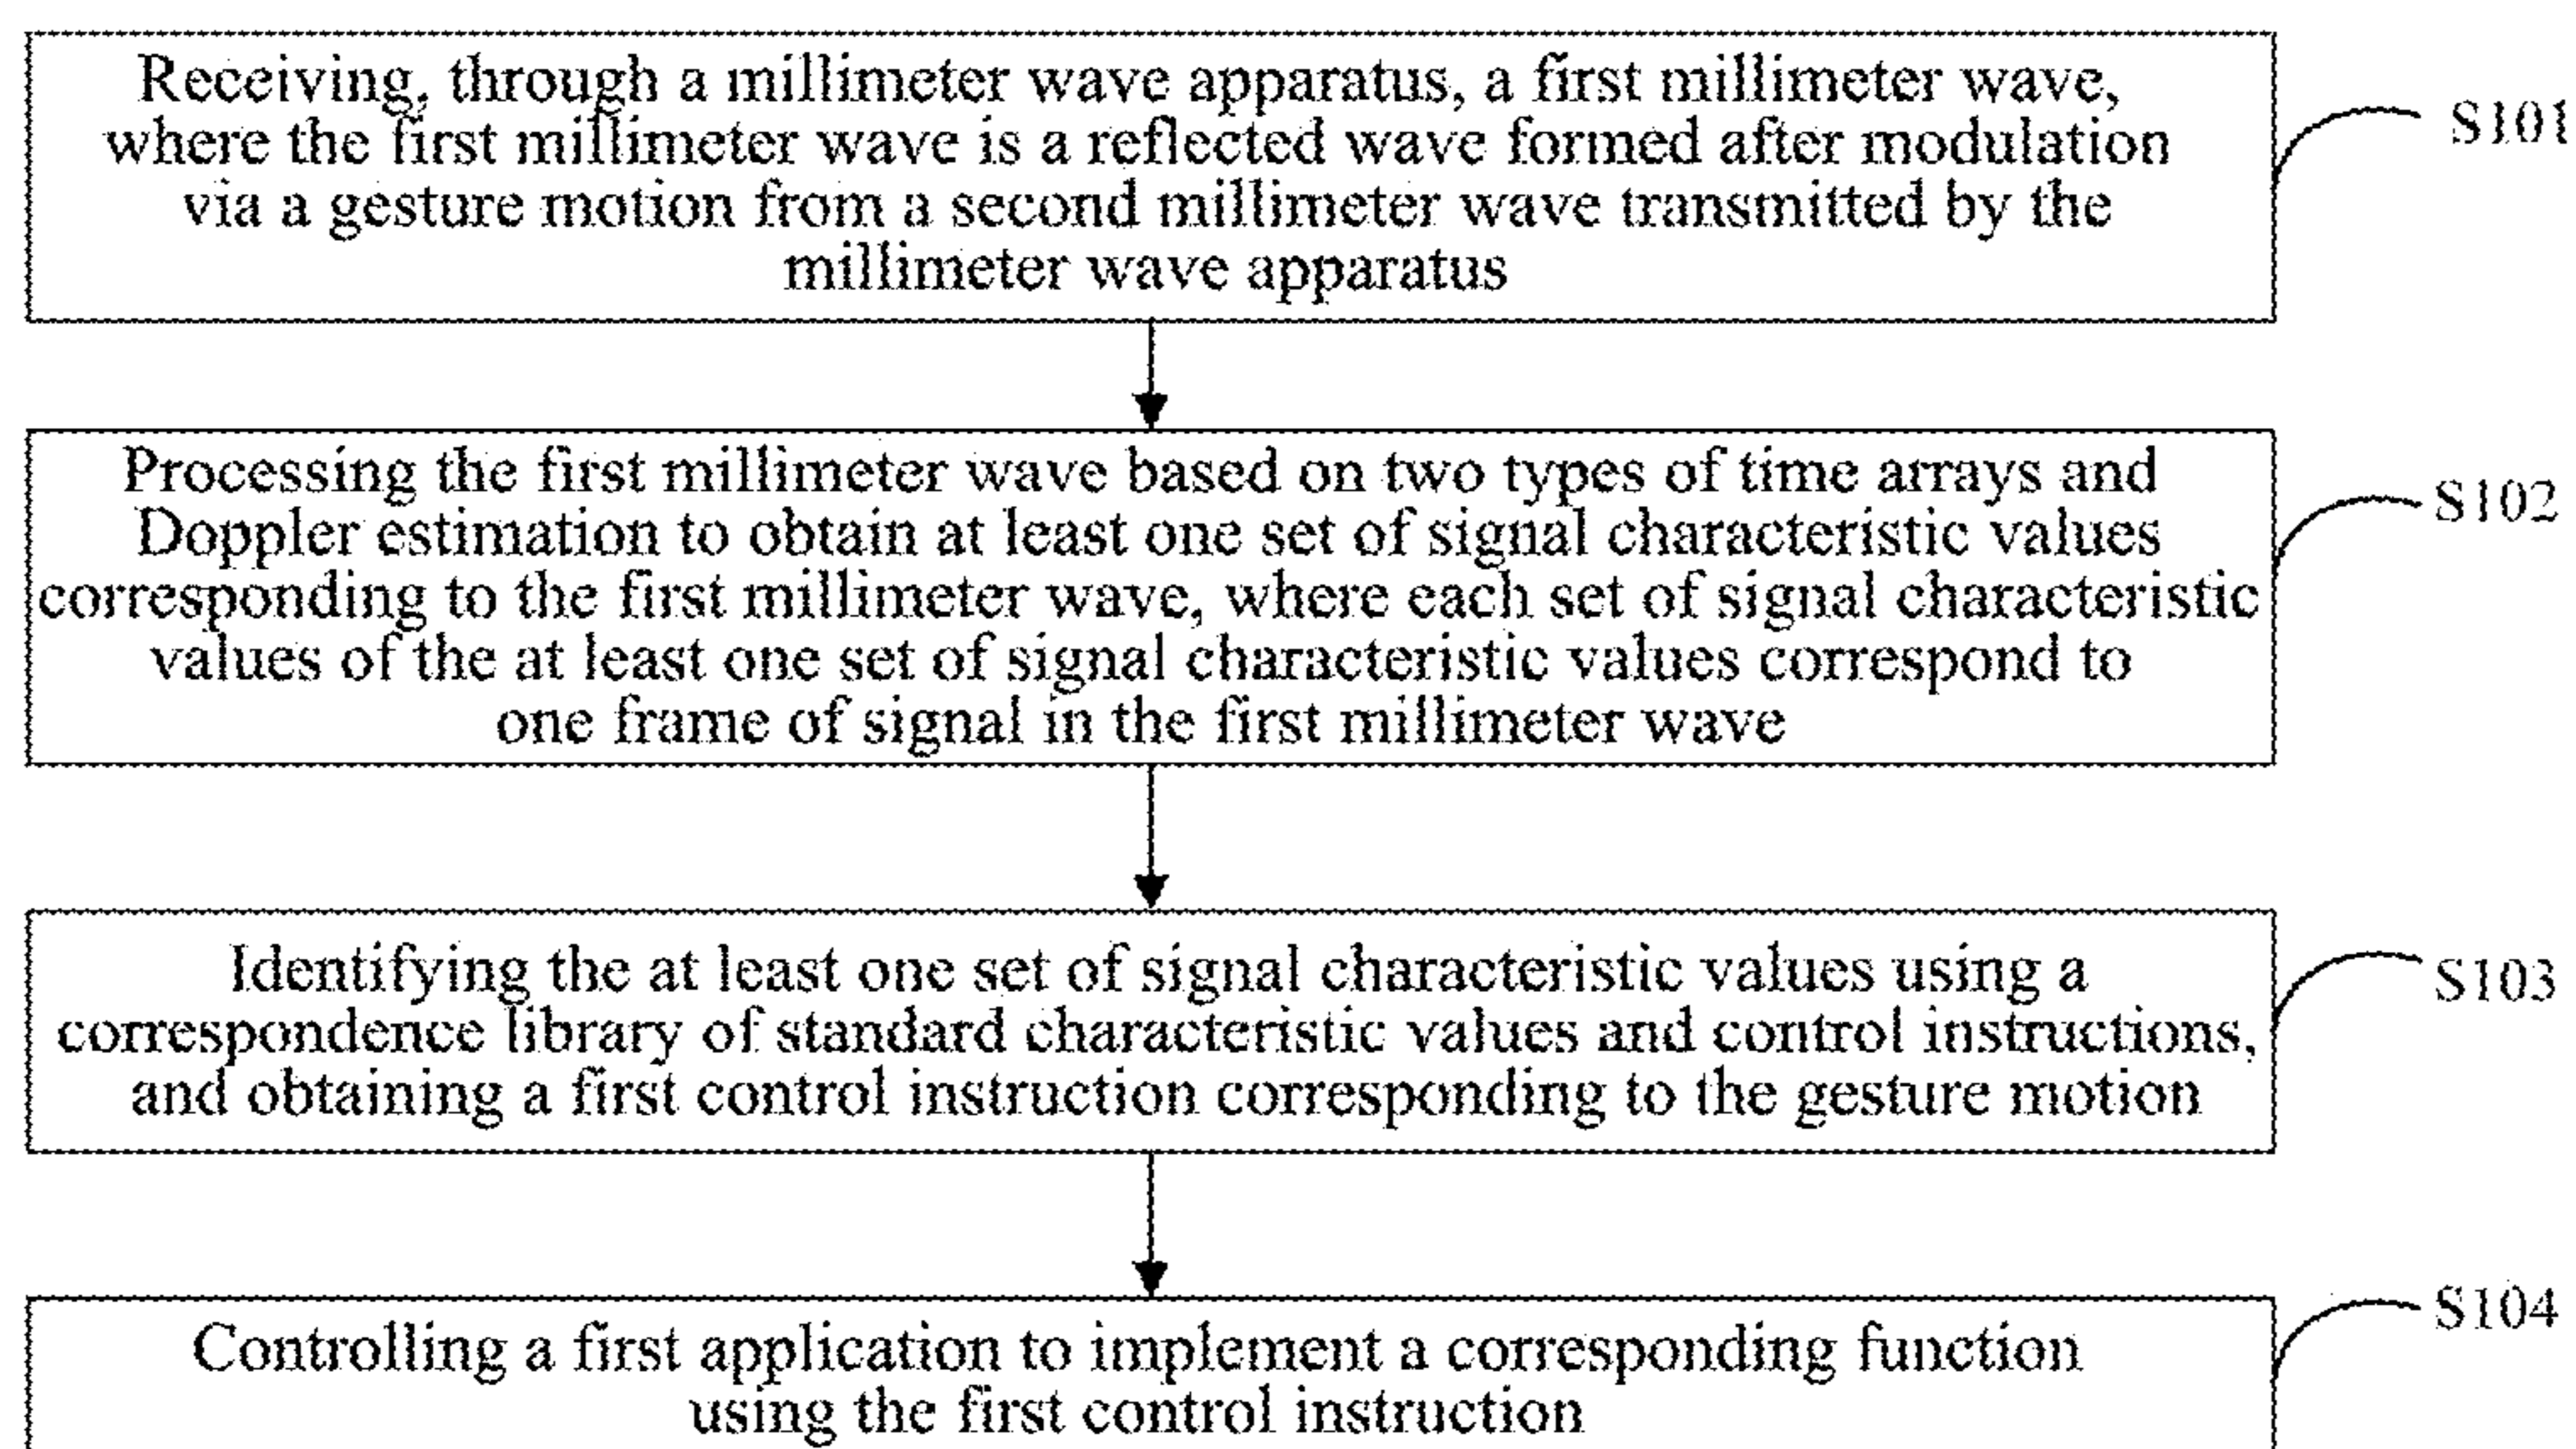 Receiving, through a millimeter wave apparatus, a first millimeter wave,
where the first millimeter wave is a reflected wave formed after modulation
via a gesture motion from a second millimeter wave transmitted by the
millimeter wave apparatus
S101
Processing the first millimeter wave based on two types of time arrays and
Doppler estimation to obtain at least one set of signal characteristic values
corresponding to the first millimeter wave, where each set of signal characteristic
values of the at least one set of signal characteristic values correspond to
one frame of signal in the first millimeter wave
S102
Identifying the at least one set of signal characteristic values using a
correspondence library of standard characteristic values and control instructions,
and obtaining a first control instruction corresponding to the gesture motion
S103
Controlling a first application to implement a corresponding function
using the first control instruction
S104